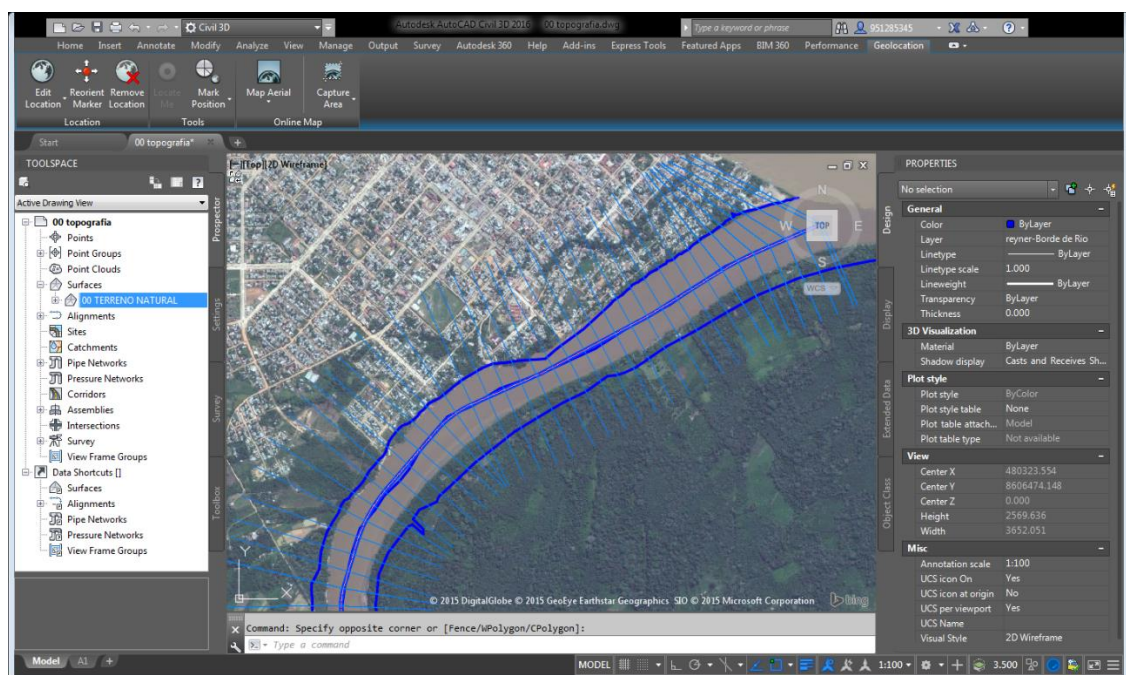 Civil 3D
Autodesk AutoCAD Civil 3D 2016 00 topografia.dwg
Type a keyword or phrase
951285345
Home Insert Annotate Modify Analyze View Manage Output Survey Autodesk 360 Help Add-ins Express Tools Featured Apps BIM 360 Performance Geolocation
Edit Location
Reorient Marker
Remove Location
Locate Me
Mark Position
Map Aerial
Capture Area
Location Tools Online Map
Start 00 topografia*
TOOLSPACE
Active Drawing View
00 topografia
Points
Point Groups
Point Clouds
Surfaces
00 TERRENO NATURAL
Alignments
Sites
Catchments
Pipe Networks
Pressure Networks
Corridors
Assemblies
Intersections
Survey
View Frame Groups
Data Shortcuts []
Surfaces
Alignments
Pipe Networks
Pressure Networks
View Frame Groups
Prospector
Settings
Survey
Toolbox
[-][Top][2D Wireframe]
N
W TOP E
S
WCS
Y
X
© 2015 DigitalGlobe © 2015 GeoEye Earthstar Geographics SIO © 2015 Microsoft Corporation bing
Command: Specify opposite corner or [Fence/WPolygon/CPolygon]:
Type a command
PROPERTIES
No selection
Design
Display
Extended Data
Object Class
General
Color ByLayer
Layer reyner-Borde de Rio
Linetype ByLayer
Linetype scale 1.000
Lineweight ByLayer
Transparency ByLayer
Thickness 0.000
3D Visualization
Material ByLayer
Shadow display Casts and Receives Sh...
Plot style
Plot style ByColor
Plot style table None
Plot table attach... Model
Plot table type Not available
View
Center X 480323.554
Center Y 8606474.148
Center Z 0.000
Height 2569.636
Width 3652.051
Misc
Annotation scale 1:100
UCS icon On Yes
UCS icon at origin No
UCS per viewport Yes
UCS Name
Visual Style 2D Wireframe
Model A1
MODEL 1:100 3.500